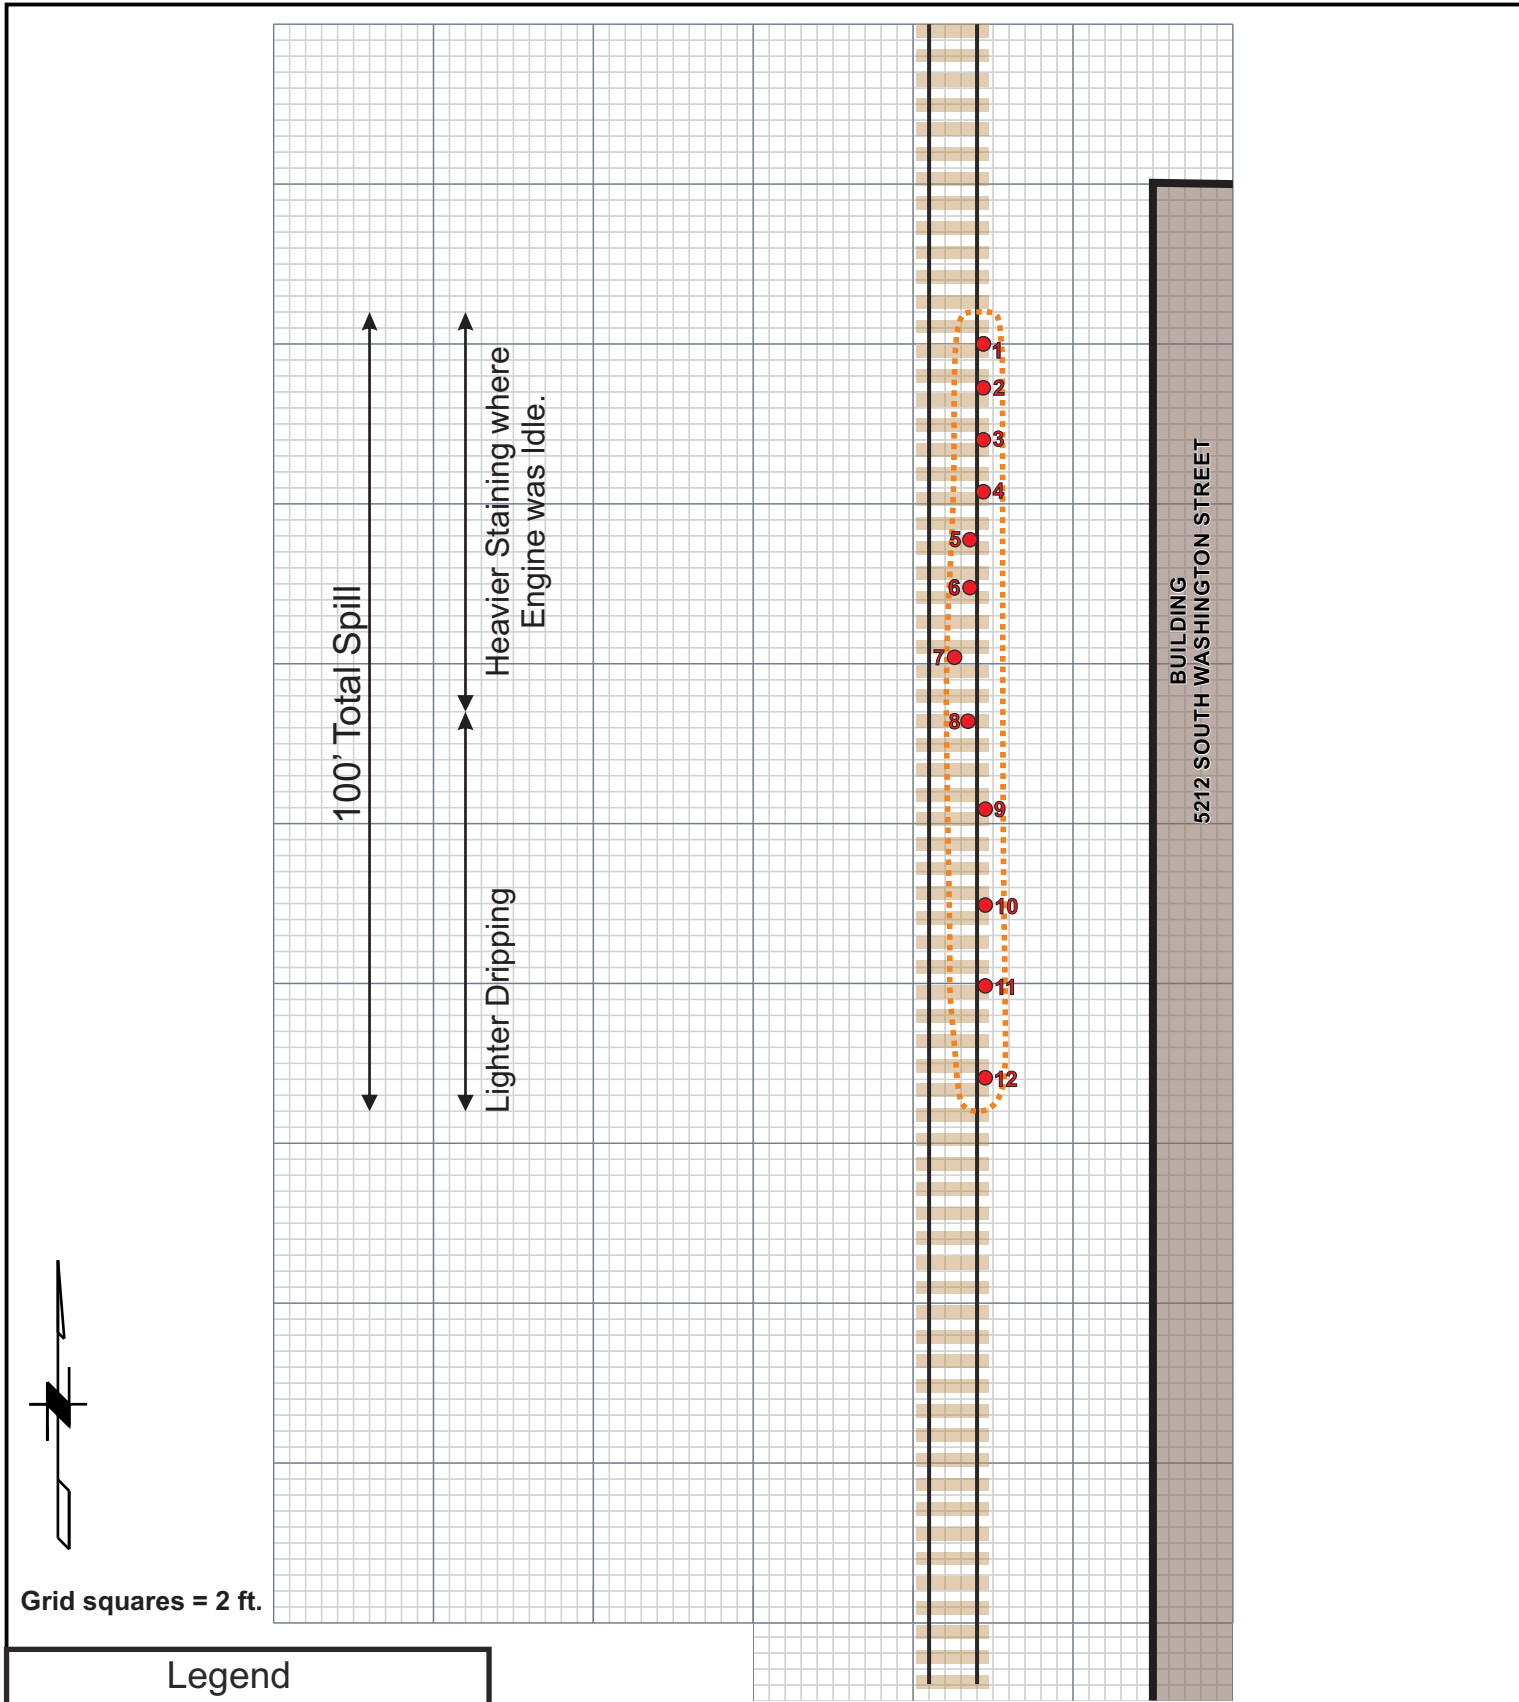 100' Total Spill
Heavier Staining where
Engine was Idle.
Lighter Dripping
1
2
3
4
5
6
7
8
9
10
11
12
BUILDING
5212 SOUTH WASHINGTON STREET
N
Grid squares = 2 ft.
Legend